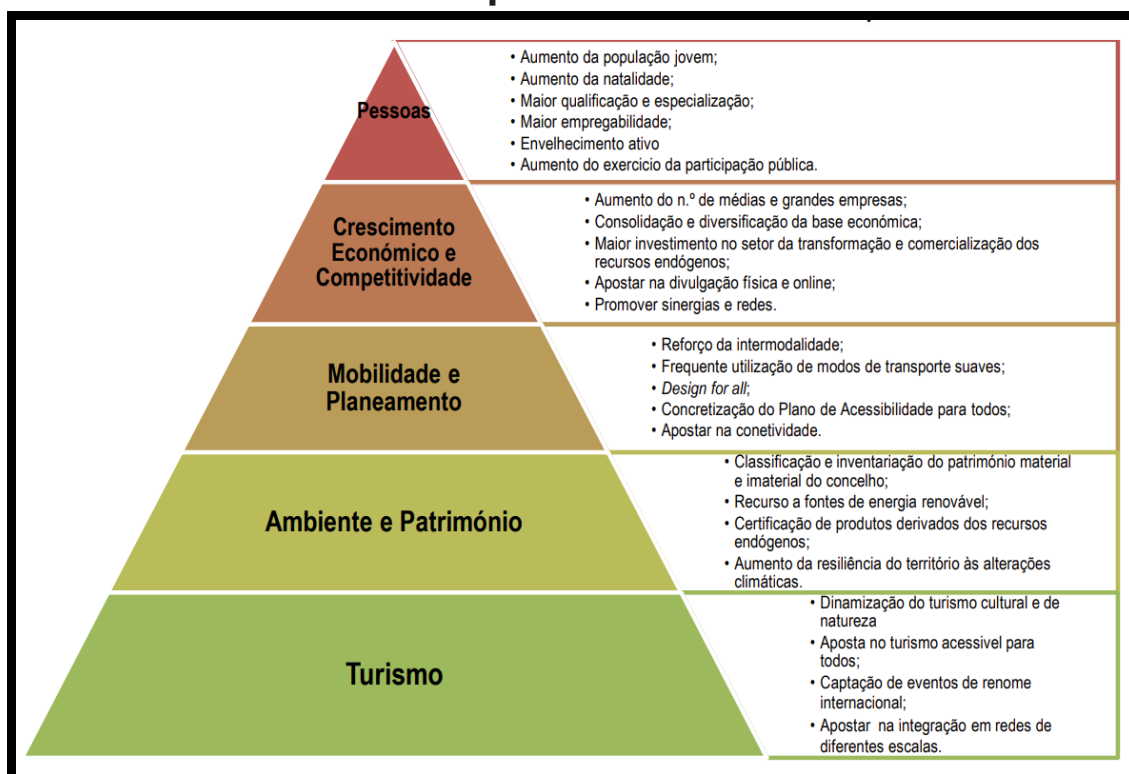 Pessoas
• Aumento da população jovem;
• Aumento da natalidade;
• Maior qualificação e especialização;
• Maior empregabilidade;
• Envelhecimento ativo
• Aumento do exercicio da participação pública.
Crescimento
Económico e
Competitividade
• Aumento do n.º de médias e grandes empresas;
• Consolidação e diversificação da base económica;
• Maior investimento no setor da transformação e comercialização dos
recursos endógenos;
• Apostar na divulgação física e online;
• Promover sinergias e redes.
Mobilidade e
Planeamento
• Reforço da intermodalidade;
• Frequente utilização de modos de transporte suaves;
• Design for all;
• Concretização do Plano de Acessibilidade para todos;
• Apostar na conetividade.
Ambiente e Património
• Classificação e inventariação do património material
e imaterial do concelho;
• Recurso a fontes de energia renovável;
• Certificação de produtos derivados dos recursos
endógenos;
• Aumento da resiliência do território às alterações
climáticas.
Turismo
• Dinamização do turismo cultural e de
natureza
• Aposta no turismo acessivel para
todos;
• Captação de eventos de renome
internacional;
• Apostar na integração em redes de
diferentes escalas.